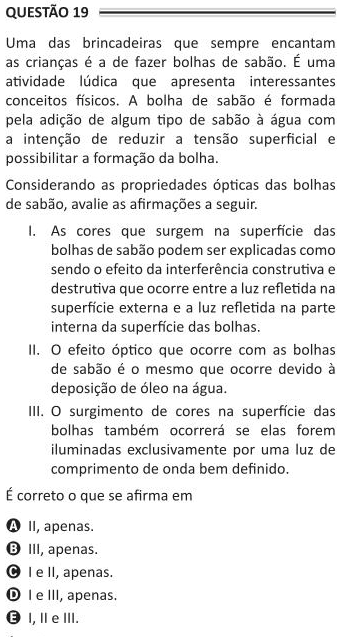 QUESTÃO 19
Uma das brincadeiras que sempre encantam
as crianças é a de fazer bolhas de sabão. É uma
atividade lúdica que apresenta interessantes
conceitos físicos. A bolha de sabão é formada
pela adição de algum tipo de sabão à água com
a intenção de reduzir a tensão superficial e
possibilitar a formação da bolha.
Considerando as propriedades ópticas das bolhas
de sabão, avalie as afirmações a seguir.
I. As cores que surgem na superfície das
bolhas de sabão podem ser explicadas como
sendo o efeito da interferência construtiva e
destrutiva que ocorre entre a luz refletida na
superfície externa e a luz refletida na parte
interna da superfície das bolhas.
II. O efeito óptico que ocorre com as bolhas
de sabão é o mesmo que ocorre devido à
deposição de óleo na água.
III. O surgimento de cores na superfície das
bolhas também ocorrerá se elas forem
iluminadas exclusivamente por uma luz de
comprimento de onda bem definido.
É correto o que se afirma em
A II, apenas.
B III, apenas.
C I e II, apenas.
D I e III, apenas.
E I, II e III.